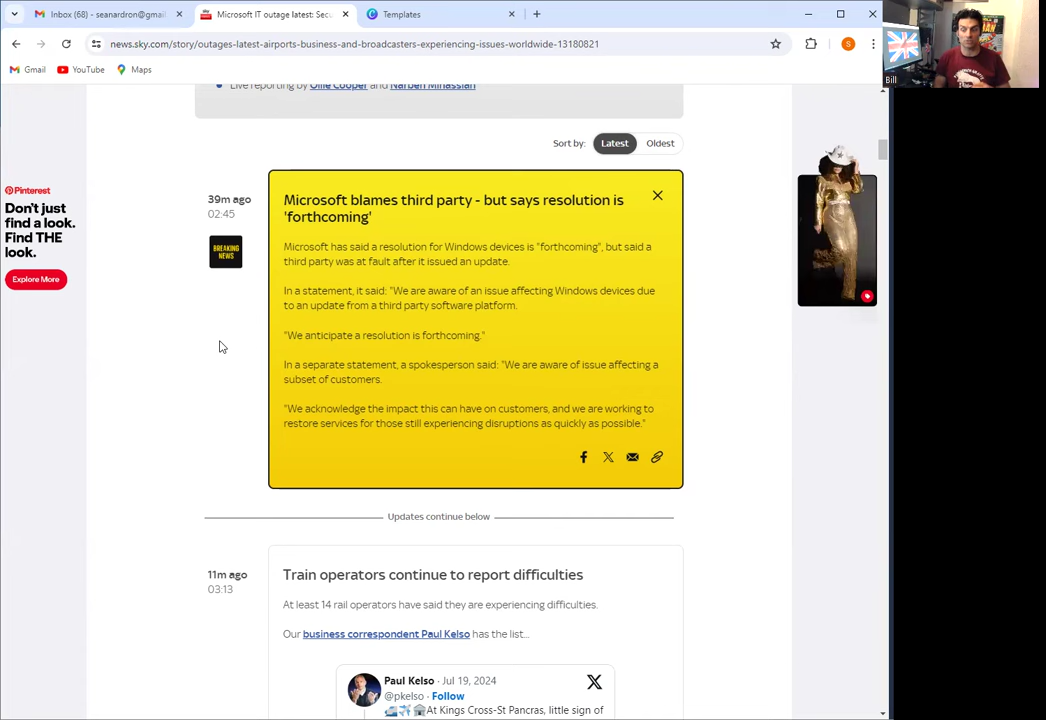 Inbox (68) - seanardron@gmai
Microsoft IT outage latest: Secu
Templates
news.sky.com/story/outages-latest-airports-business-and-broadcasters-experiencing-issues-worldwide-13180821
S
Gmail
YouTube
Maps
Bill
Live reporting by Ollie Cooper and Narbeh Minassian
Sort by:
Latest
Oldest
39m ago
02:45
BREAKING
NEWS
Microsoft blames third party - but says resolution is
'forthcoming'
Microsoft has said a resolution for Windows devices is "forthcoming", but said a
third party was at fault after it issued an update.
In a statement, it said: "We are aware of an issue affecting Windows devices due
to an update from a third party software platform.
"We anticipate a resolution is forthcoming."
In a separate statement, a spokesperson said: "We are aware of issue affecting a
subset of customers.
"We acknowledge the impact this can have on customers, and we are working to
restore services for those still experiencing disruptions as quickly as possible."
Pinterest
Don't just
find a look.
Find THE
look.
Explore More
Updates continue below
11m ago
03:13
Train operators continue to report difficulties
At least 14 rail operators have said they are experiencing difficulties.
Our business correspondent Paul Kelso has the list...
Paul Kelso · Jul 19, 2024
@pkelso · Follow
At Kings Cross-St Pancras, little sign of